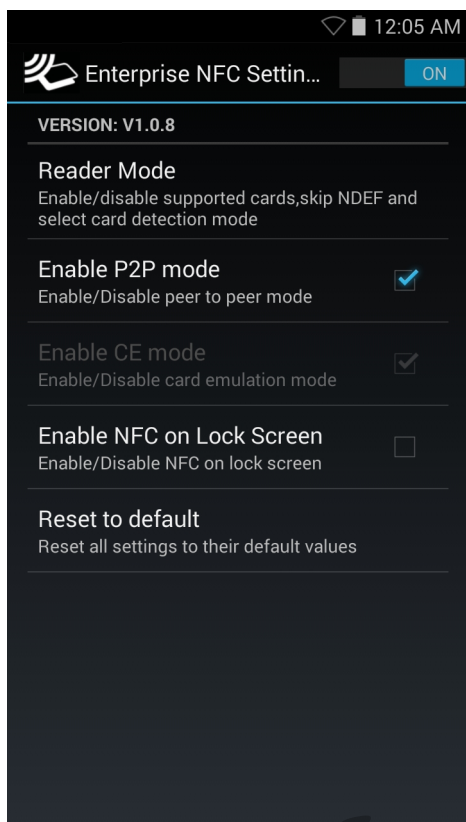 12:05 AM
Enterprise NFC Settin...
ON
VERSION: V1.0.8
Reader Mode
Enable/disable supported cards,skip NDEF and
select card detection mode
Enable P2P mode
Enable/Disable peer to peer mode
Enable CE mode
Enable/Disable card emulation mode
Enable NFC on Lock Screen
Enable/Disable NFC on lock screen
Reset to default
Reset all settings to their default values